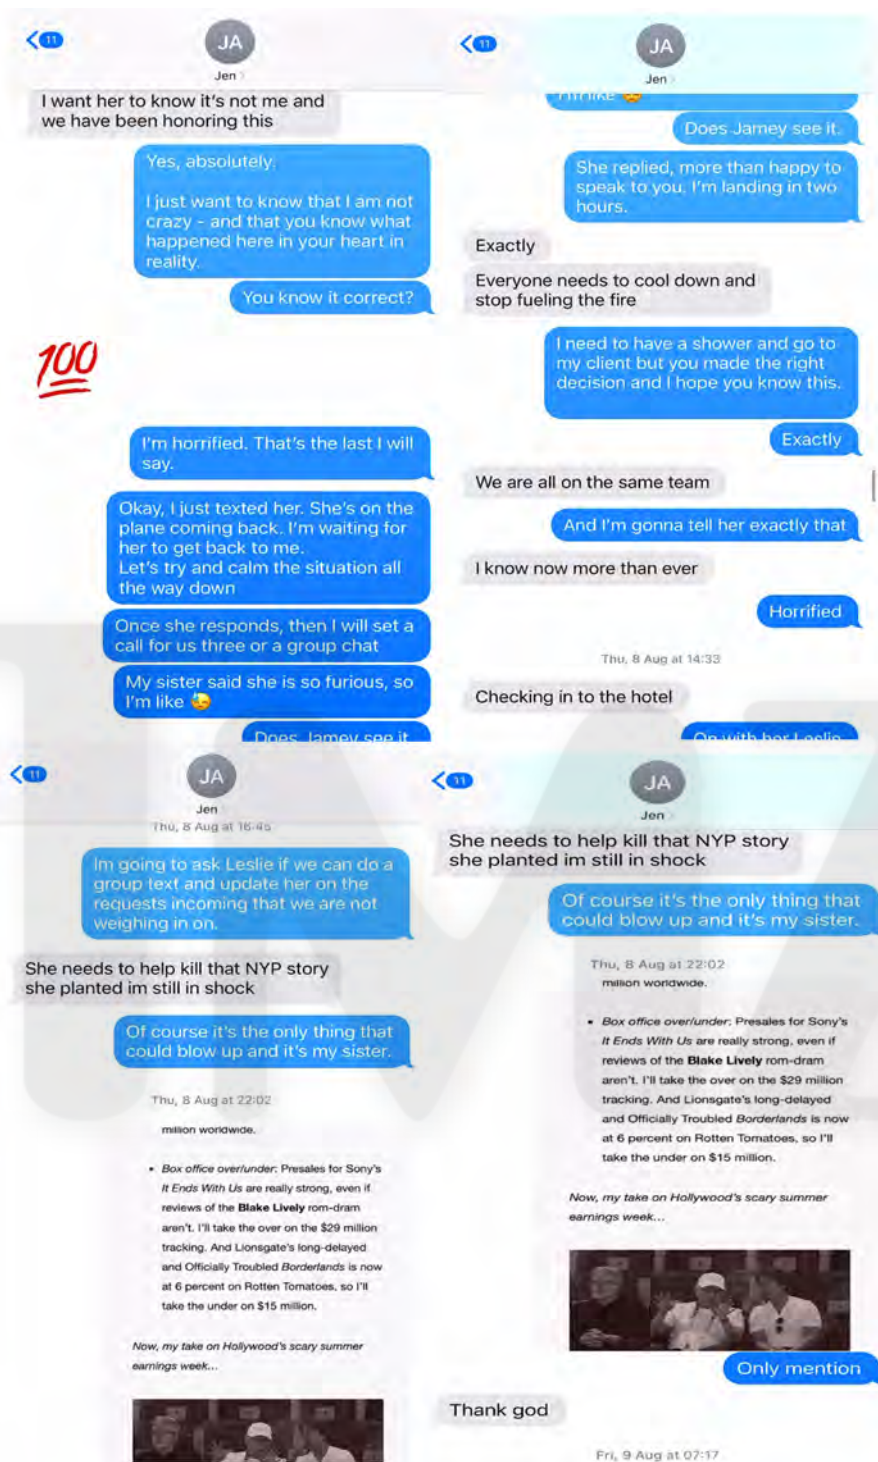 11
JA
Jen
I want her to know it's not me and
we have been honoring this
Yes, absolutely.
I just want to know that I am not
crazy - and that you know what
happened here in your heart in
reality.
You know it correct?
💯
I'm horrified. That's the last I will
say.
Okay, I just texted her. She's on the
plane coming back. I'm waiting for
her to get back to me.
Let's try and calm the situation all
the way down
Once she responds, then I will set a
call for us three or a group chat
My sister said she is so furious, so
I'm like 😓
Does Jamey see it
11
JA
Jen
I'm like 😓
Does Jamey see it.
She replied, more than happy to
speak to you. I'm landing in two
hours.
Exactly
Everyone needs to cool down and
stop fueling the fire
I need to have a shower and go to
my client but you made the right
decision and I hope you know this.
Exactly
We are all on the same team
And I'm gonna tell her exactly that
I know now more than ever
Horrified
Thu, 8 Aug at 14:33
Checking in to the hotel
On with her Leslie
11
JA
Jen
Thu, 8 Aug at 16:45
Im going to ask Leslie if we can do a
group text and update her on the
requests incoming that we are not
weighing in on.
She needs to help kill that NYP story
she planted im still in shock
Of course it's the only thing that
could blow up and it's my sister.
Thu, 8 Aug at 22:02
million worldwide.
• Box office over/under: Presales for Sony's
It Ends With Us are really strong, even if
reviews of the Blake Lively rom-dram
aren't. I'll take the over on the $29 million
tracking. And Lionsgate's long-delayed
and Officially Troubled Borderlands is now
at 6 percent on Rotten Tomatoes, so I'll
take the under on $15 million.
Now, my take on Hollywood's scary summer
earnings week...
11
JA
Jen
She needs to help kill that NYP story
she planted im still in shock
Of course it's the only thing that
could blow up and it's my sister.
Thu, 8 Aug at 22:02
million worldwide.
• Box office over/under: Presales for Sony's
It Ends With Us are really strong, even if
reviews of the Blake Lively rom-dram
aren't. I'll take the over on the $29 million
tracking. And Lionsgate's long-delayed
and Officially Troubled Borderlands is now
at 6 percent on Rotten Tomatoes, so I'll
take the under on $15 million.
Now, my take on Hollywood's scary summer
earnings week...
Only mention
Thank god
Fri, 9 Aug at 07:17